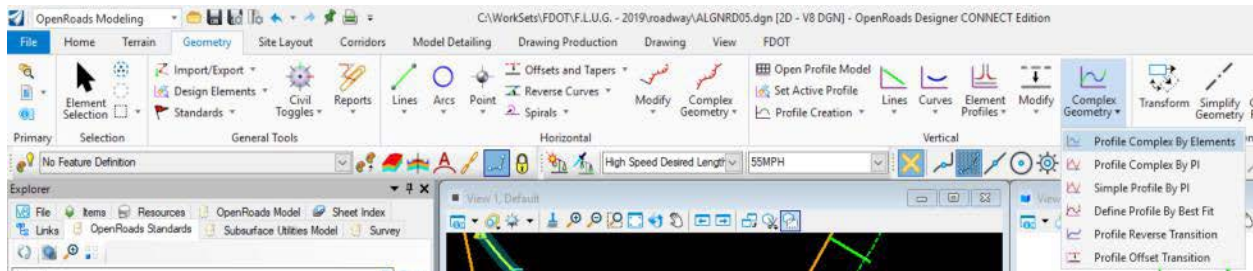 OpenRoads Modeling
C:\WorkSets\FDOT\F.L.U.G. - 2019\roadway\ALGNRD05.dgn [2D - V8 DGN] - OpenRoads Designer CONNECT Edition
File Home Terrain Geometry Site Layout Corridors Model Detailing Drawing Production Drawing View FDOT
Import/Export
Design Elements
Standards
Element Selection
Civil Toggles
Reports
Lines
Arcs
Point
Offsets and Tapers
Reverse Curves
Spirals
Modify
Complex Geometry
Open Profile Model
Set Active Profile
Profile Creation
Lines
Curves
Element Profiles
Modify
Complex Geometry
Transform
Simplify Geometry
Primary Selection General Tools Horizontal Vertical
Profile Complex By Elements
Profile Complex By PI
Simple Profile By PI
Define Profile By Best Fit
Profile Reverse Transition
Profile Offset Transition
No Feature Definition
High Speed Desired Length
55MPH
Explorer
File Items Resources OpenRoads Model Sheet Index
Links OpenRoads Standards Subsurface Utilities Model Survey
View 1, Default